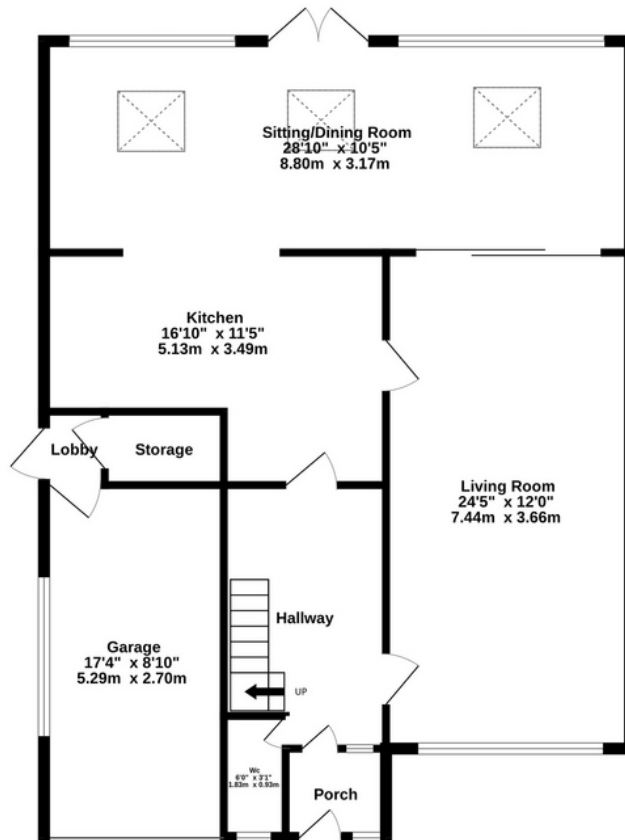 Sitting/Dining Room
28'10" x 10'5"
8.80m x 3.17m
Kitchen
16'10" x 11'5"
5.13m x 3.49m
Lobby
Storage
Living Room
24'5" x 12'0"
7.44m x 3.66m
Hallway
Garage
17'4" x 8'10"
5.29m x 2.70m
UP
Wc
6'0" x 3'1"
1.83m x 0.93m
Porch